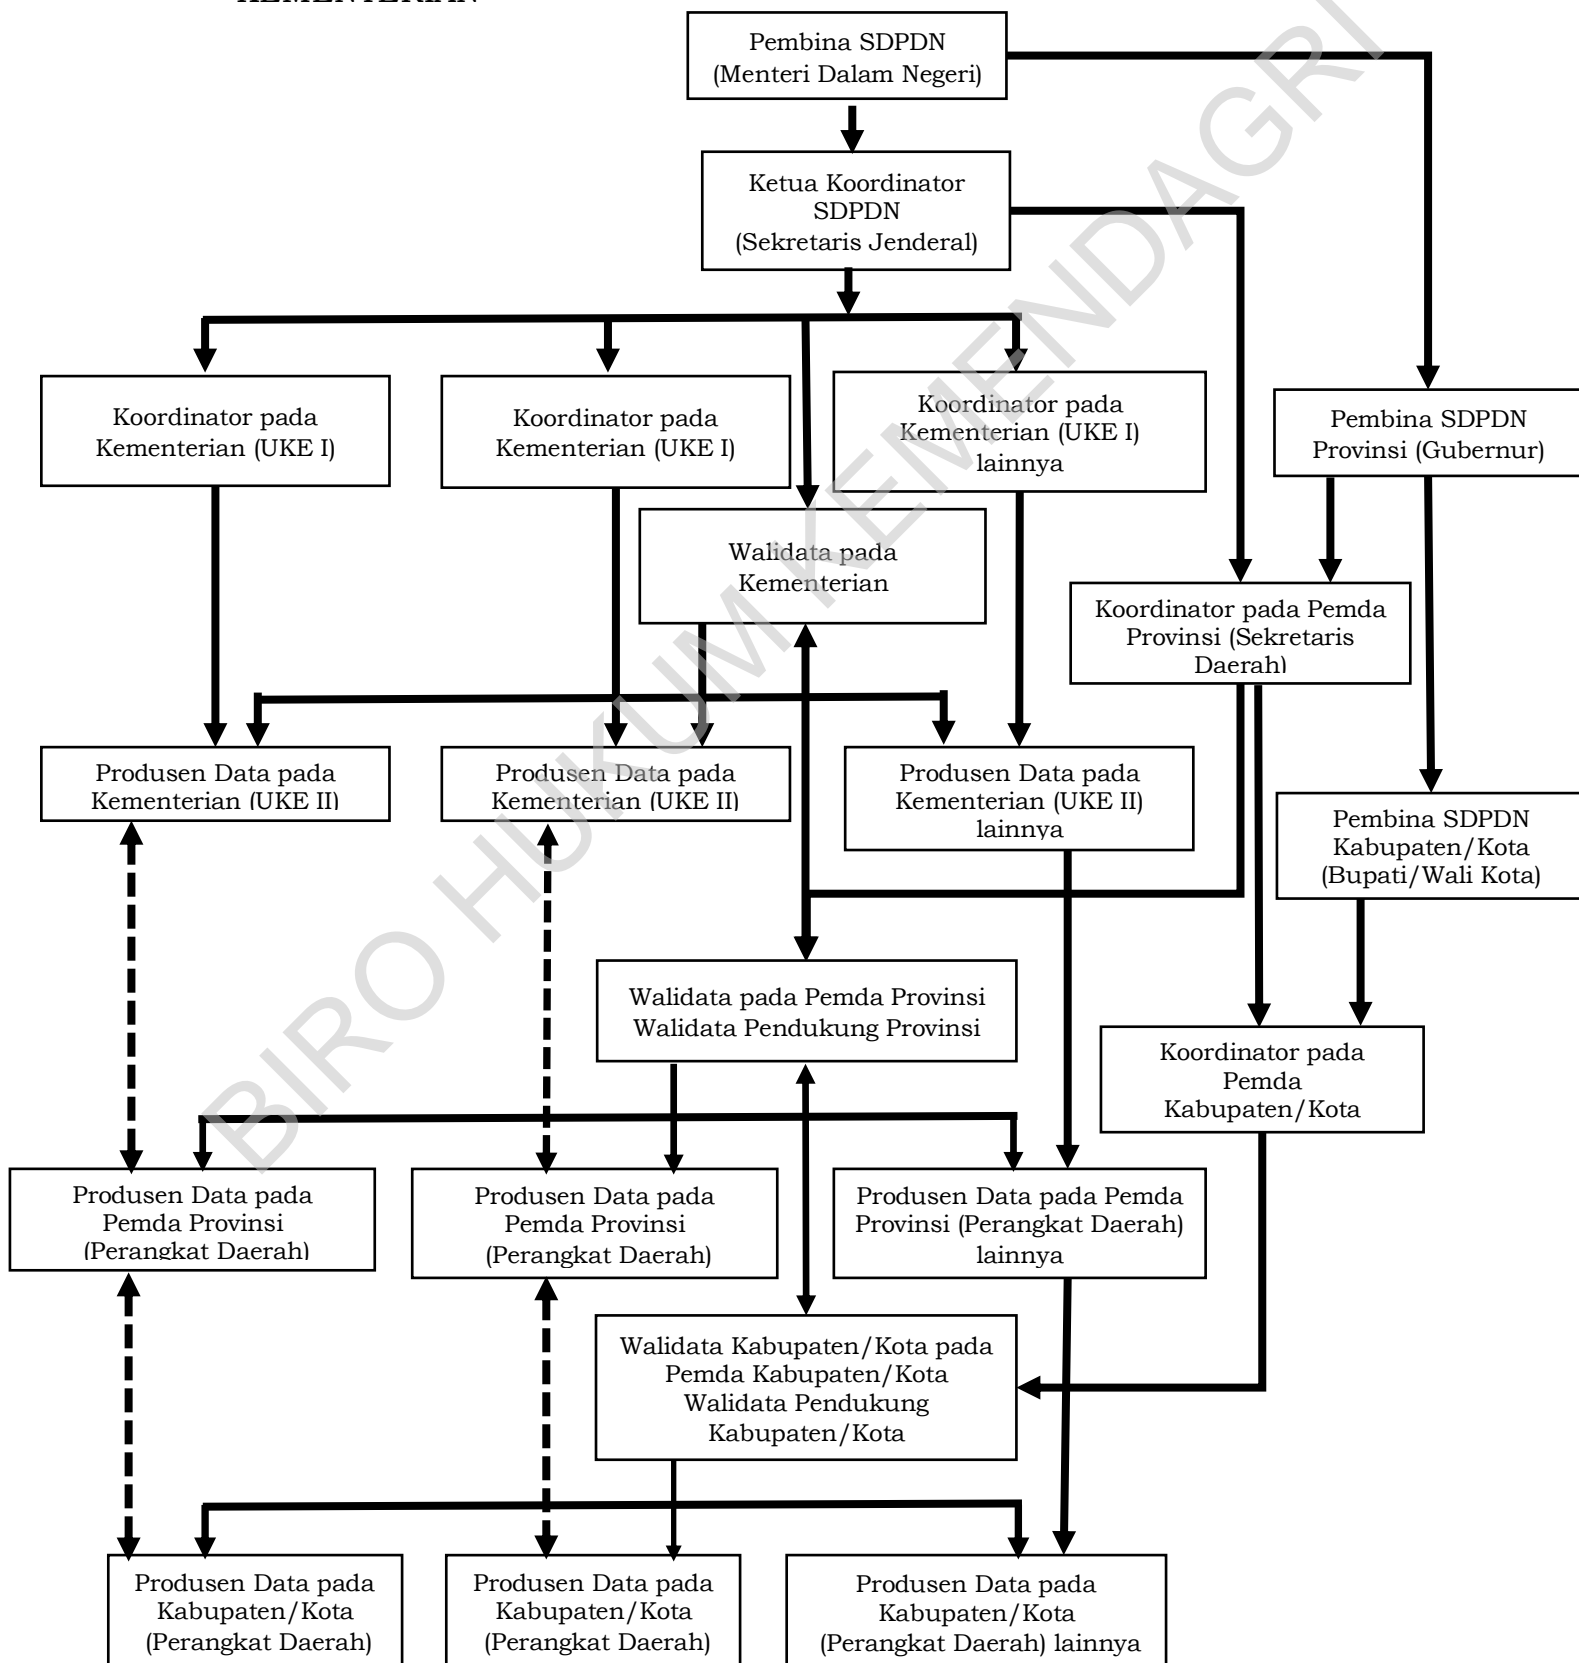 KEMENTERIAN
Pembina SDPDN
(Menteri Dalam Negeri)
Ketua Koordinator
SDPDN
(Sekretaris Jenderal)
Koordinator pada
Kementerian (UKE I)
Koordinator pada
Kementerian (UKE I)
Koordinator pada
Kementerian (UKE I)
lainnya
Pembina SDPDN
Provinsi (Gubernur)
Walidata pada
Kementerian
Koordinator pada Pemda
Provinsi (Sekretaris
Daerah)
Produsen Data pada
Kementerian (UKE II)
Produsen Data pada
Kementerian (UKE II)
Produsen Data pada
Kementerian (UKE II)
lainnya
Pembina SDPDN
Kabupaten/Kota
(Bupati/Wali Kota)
Walidata pada Pemda Provinsi
Walidata Pendukung Provinsi
Koordinator pada
Pemda
Kabupaten/Kota
Produsen Data pada
Pemda Provinsi
(Perangkat Daerah)
Produsen Data pada
Pemda Provinsi
(Perangkat Daerah)
Produsen Data pada Pemda
Provinsi (Perangkat Daerah)
lainnya
Walidata Kabupaten/Kota pada
Pemda Kabupaten/Kota
Walidata Pendukung
Kabupaten/Kota
Produsen Data pada
Kabupaten/Kota
(Perangkat Daerah)
Produsen Data pada
Kabupaten/Kota
(Perangkat Daerah)
Produsen Data pada
Kabupaten/Kota
(Perangkat Daerah) lainnya
BIRO HUKUM KEMENDAGRI